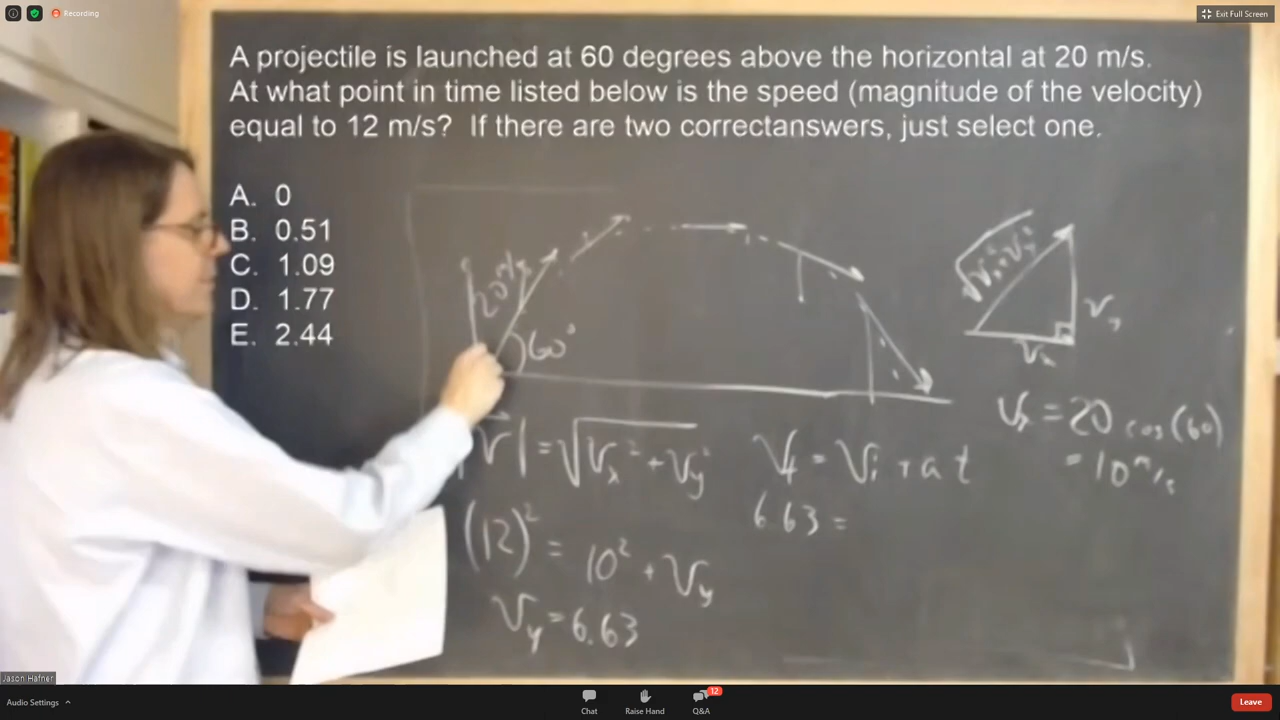 Recording
Exit Full Screen
A projectile is launched at 60 degrees above the horizontal at 20 m/s.
At what point in time listed below is the speed (magnitude of the velocity)
equal to 12 m/s? If there are two correctanswers, just select one.
A. 0
B. 0.51
C. 1.09
D. 1.77
E. 2.44
20 m/s
60°
√Vx²+Vy²
Vy
Vx
Vx = 20 cos(60)
= 10 m/s
|V| = √Vx² + Vy²
Vf = Vi + a t
6.63 =
(12)² = 10² + Vy
Vy = 6.63
Jason Hafner
Audio Settings
Chat
Raise Hand
Q&A
12
Leave